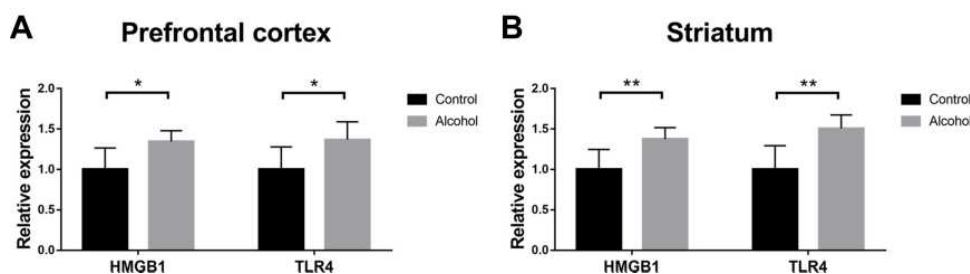 A Prefrontal cortex
Relative expression
2.0
1.5
1.0
0.5
0.0
* *
Control
Alcohol
HMGB1 TLR4
B Striatum
Relative expression
2.0
1.5
1.0
0.5
0.0
** **
Control
Alcohol
HMGB1 TLR4